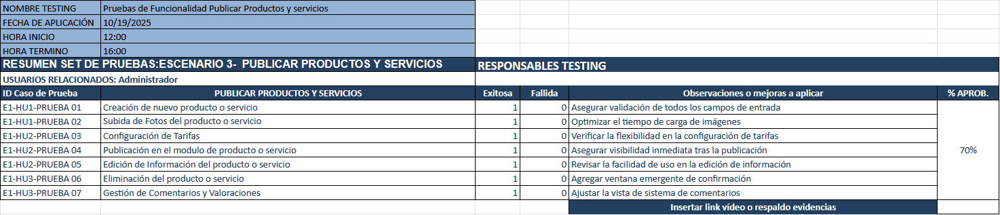 NOMBRE TESTING Pruebas de Funcionalidad Publicar Productos y servicios
FECHA DE APLICACIÓN 10/19/2025
HORA INICIO 12:00
HORA TERMINO 16:00
RESUMEN SET DE PRUEBAS:ESCENARIO 3- PUBLICAR PRODUCTOS Y SERVICIOS RESPONSABLES TESTING
USUARIOS RELACIONADOS: Administrador
ID Caso de Prueba PUBLICAR PRODUCTOS Y SERVICIOS Exitosa Fallida Observaciones o mejoras a aplicar % APROB.
E1-HU1-PRUEBA 01 Creación de nuevo producto o servicio 1 0 Asegurar validación de todos los campos de entrada
E1-HU1-PRUEBA 02 Subida de Fotos del producto o servicio 1 0 Optimizar el tiempo de carga de imágenes
E1-HU2-PRUEBA 03 Configuración de Tarifas 1 0 Verificar la flexibilidad en la configuración de tarifas
E1-HU2-PRUEBA 04 Publicación en el modulo de producto o servicio 1 0 Asegurar visibilidad inmediata tras la publicación 70%
E1-HU2-PRUEBA 05 Edición de Información del producto o servicio 1 0 Revisar la facilidad de uso en la edición de información
E1-HU3-PRUEBA 06 Eliminación del producto o servicio 1 0 Agregar ventana emergente de confirmación
E1-HU3-PRUEBA 07 Gestión de Comentarios y Valoraciones 1 0 Ajustar la vista de sistema de comentarios
Insertar link vídeo o respaldo evidencias